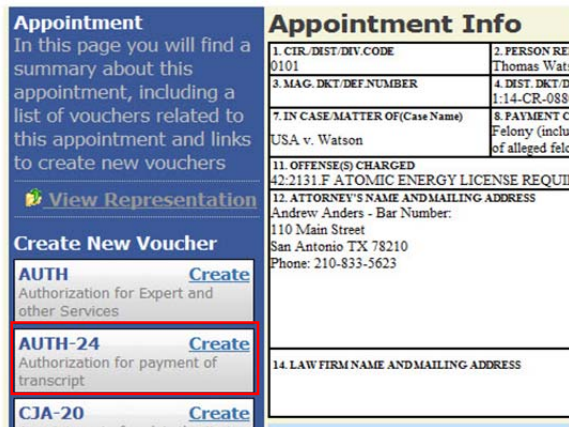 Appointment
In this page you will find a
summary about this
appointment, including a
list of vouchers related to
this appointment and links
to create new vouchers
View Representation
Create New Voucher
AUTH Create
Authorization for Expert and
other Services
AUTH-24 Create
Authorization for payment of
transcript
CJA-20 Create
Appointment Info
1. CIR./DIST/DIV.CODE
0101
2. PERSON
Thomas
3. MAG. DKT/DEF.NUMBER
4. DIST.
1:14-CR-088
7. IN CASE/MATTER OF(Case Name)
USA v. Watson
8. PAYMENT
Felony
of alleged
11. OFFENSE(S) CHARGED
42:2131.F ATOMIC ENERGY LICENSE
12. ATTORNEY'S NAME AND MAILING ADDRESS
Andrew Anders - Bar Number:
110 Main Street
San Antonio TX 78210
Phone: 210-833-5623
14. LAW FIRM NAME AND MAILING ADDRESS